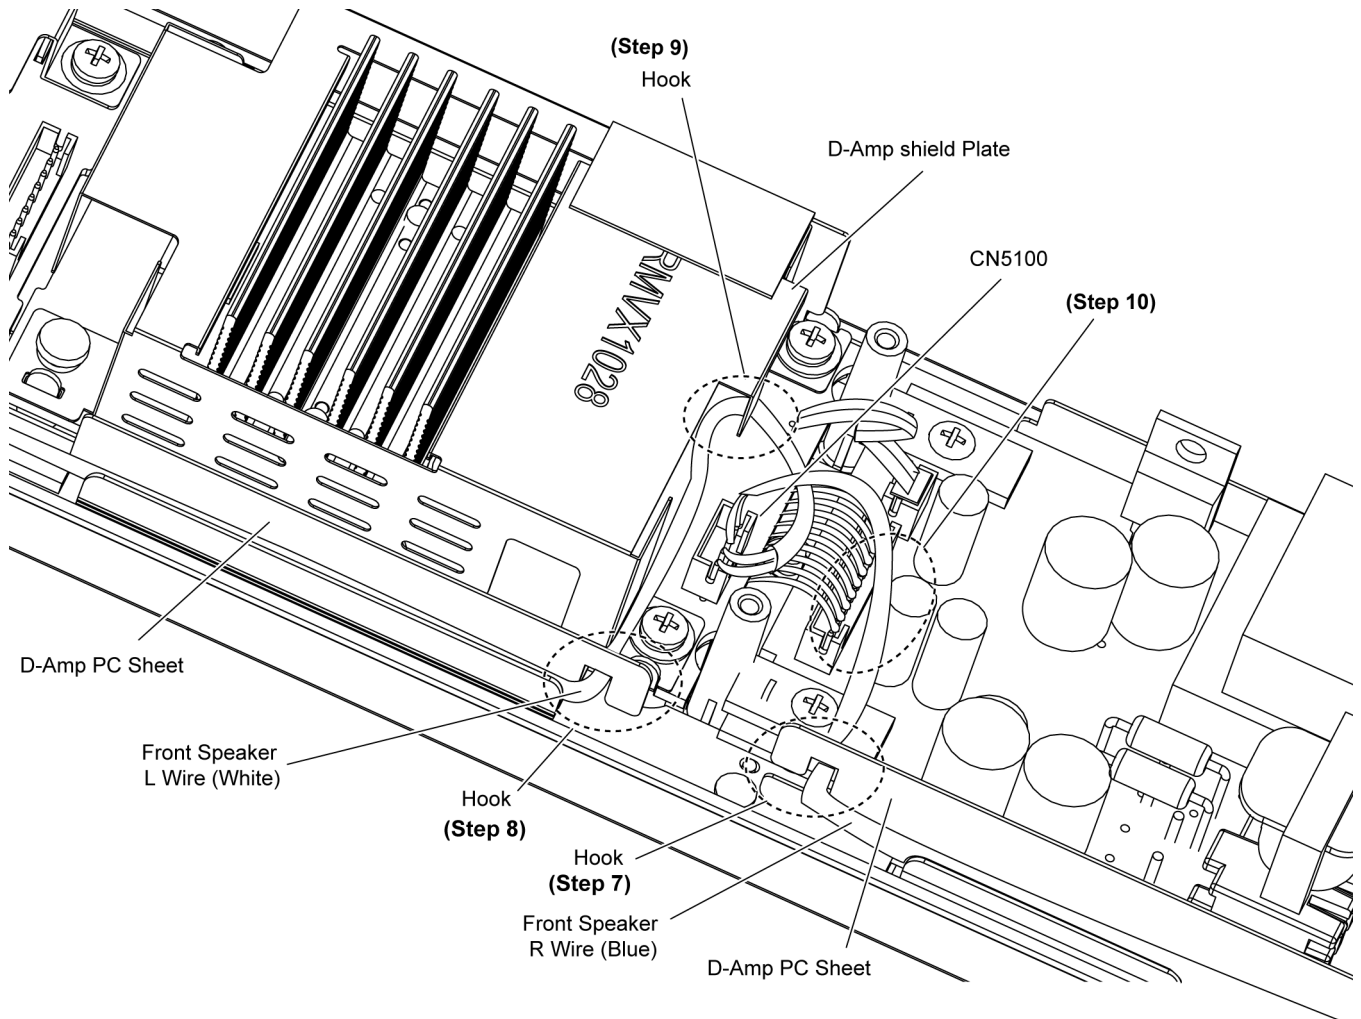 (Step 9)
Hook
D-Amp shield Plate
CN5100
(Step 10)
RMVX1028
D-Amp PC Sheet
Front Speaker
L Wire (White)
Hook
(Step 8)
Hook
(Step 7)
Front Speaker
R Wire (Blue)
D-Amp PC Sheet